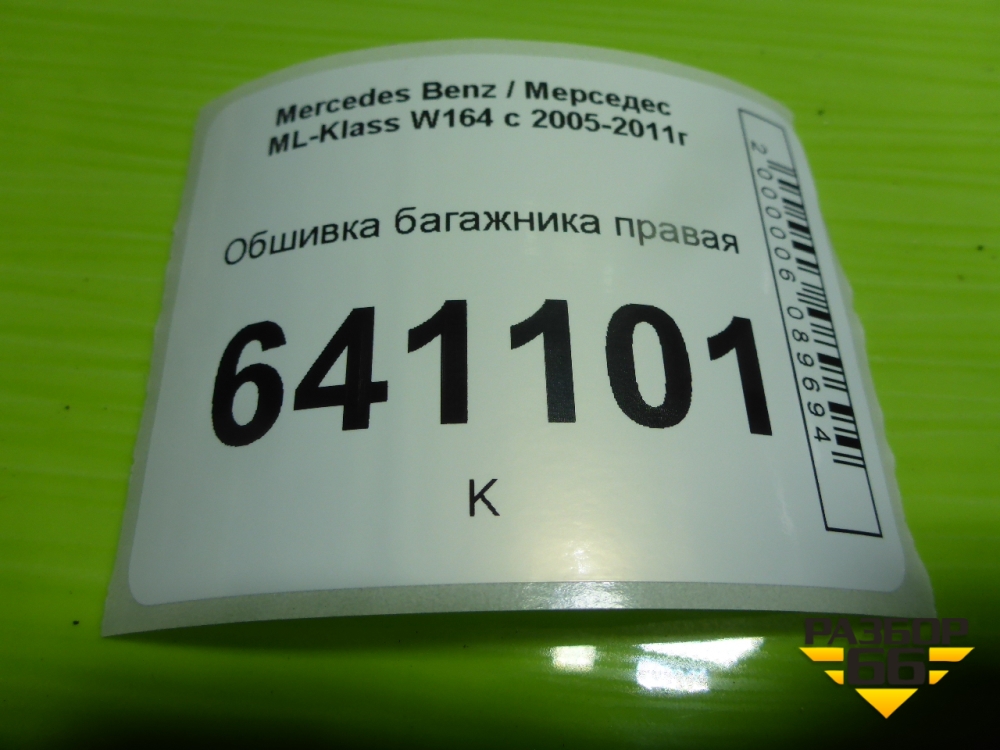 Mercedes Benz / Мерседес
ML-Klass W164 с 2005-2011г
Обшивка багажника правая
641101
К
2000006089694
РАЗБОР
66